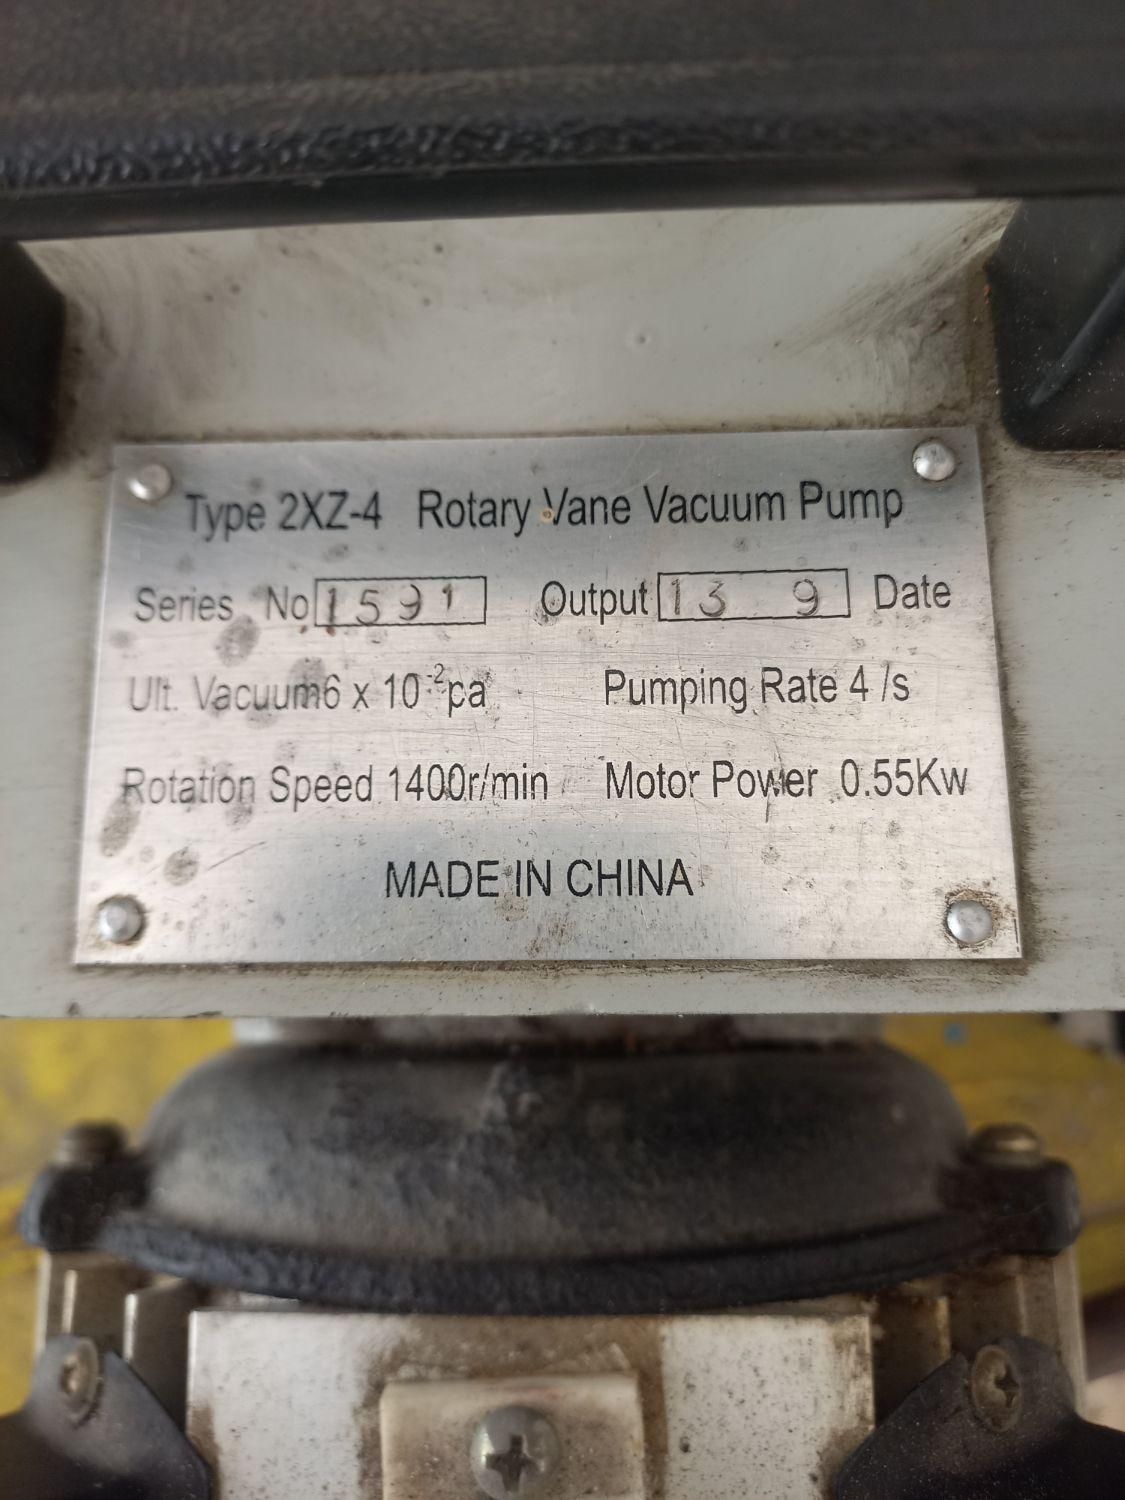 Type 2XZ-4 Rotary Vane Vacuum Pump
Series No 1591 Output 13 9 Date
Ult. Vacuum6 x 10⁻²pa Pumping Rate 4 /s
Rotation Speed 1400r/min Motor Power 0.55Kw
MADE IN CHINA